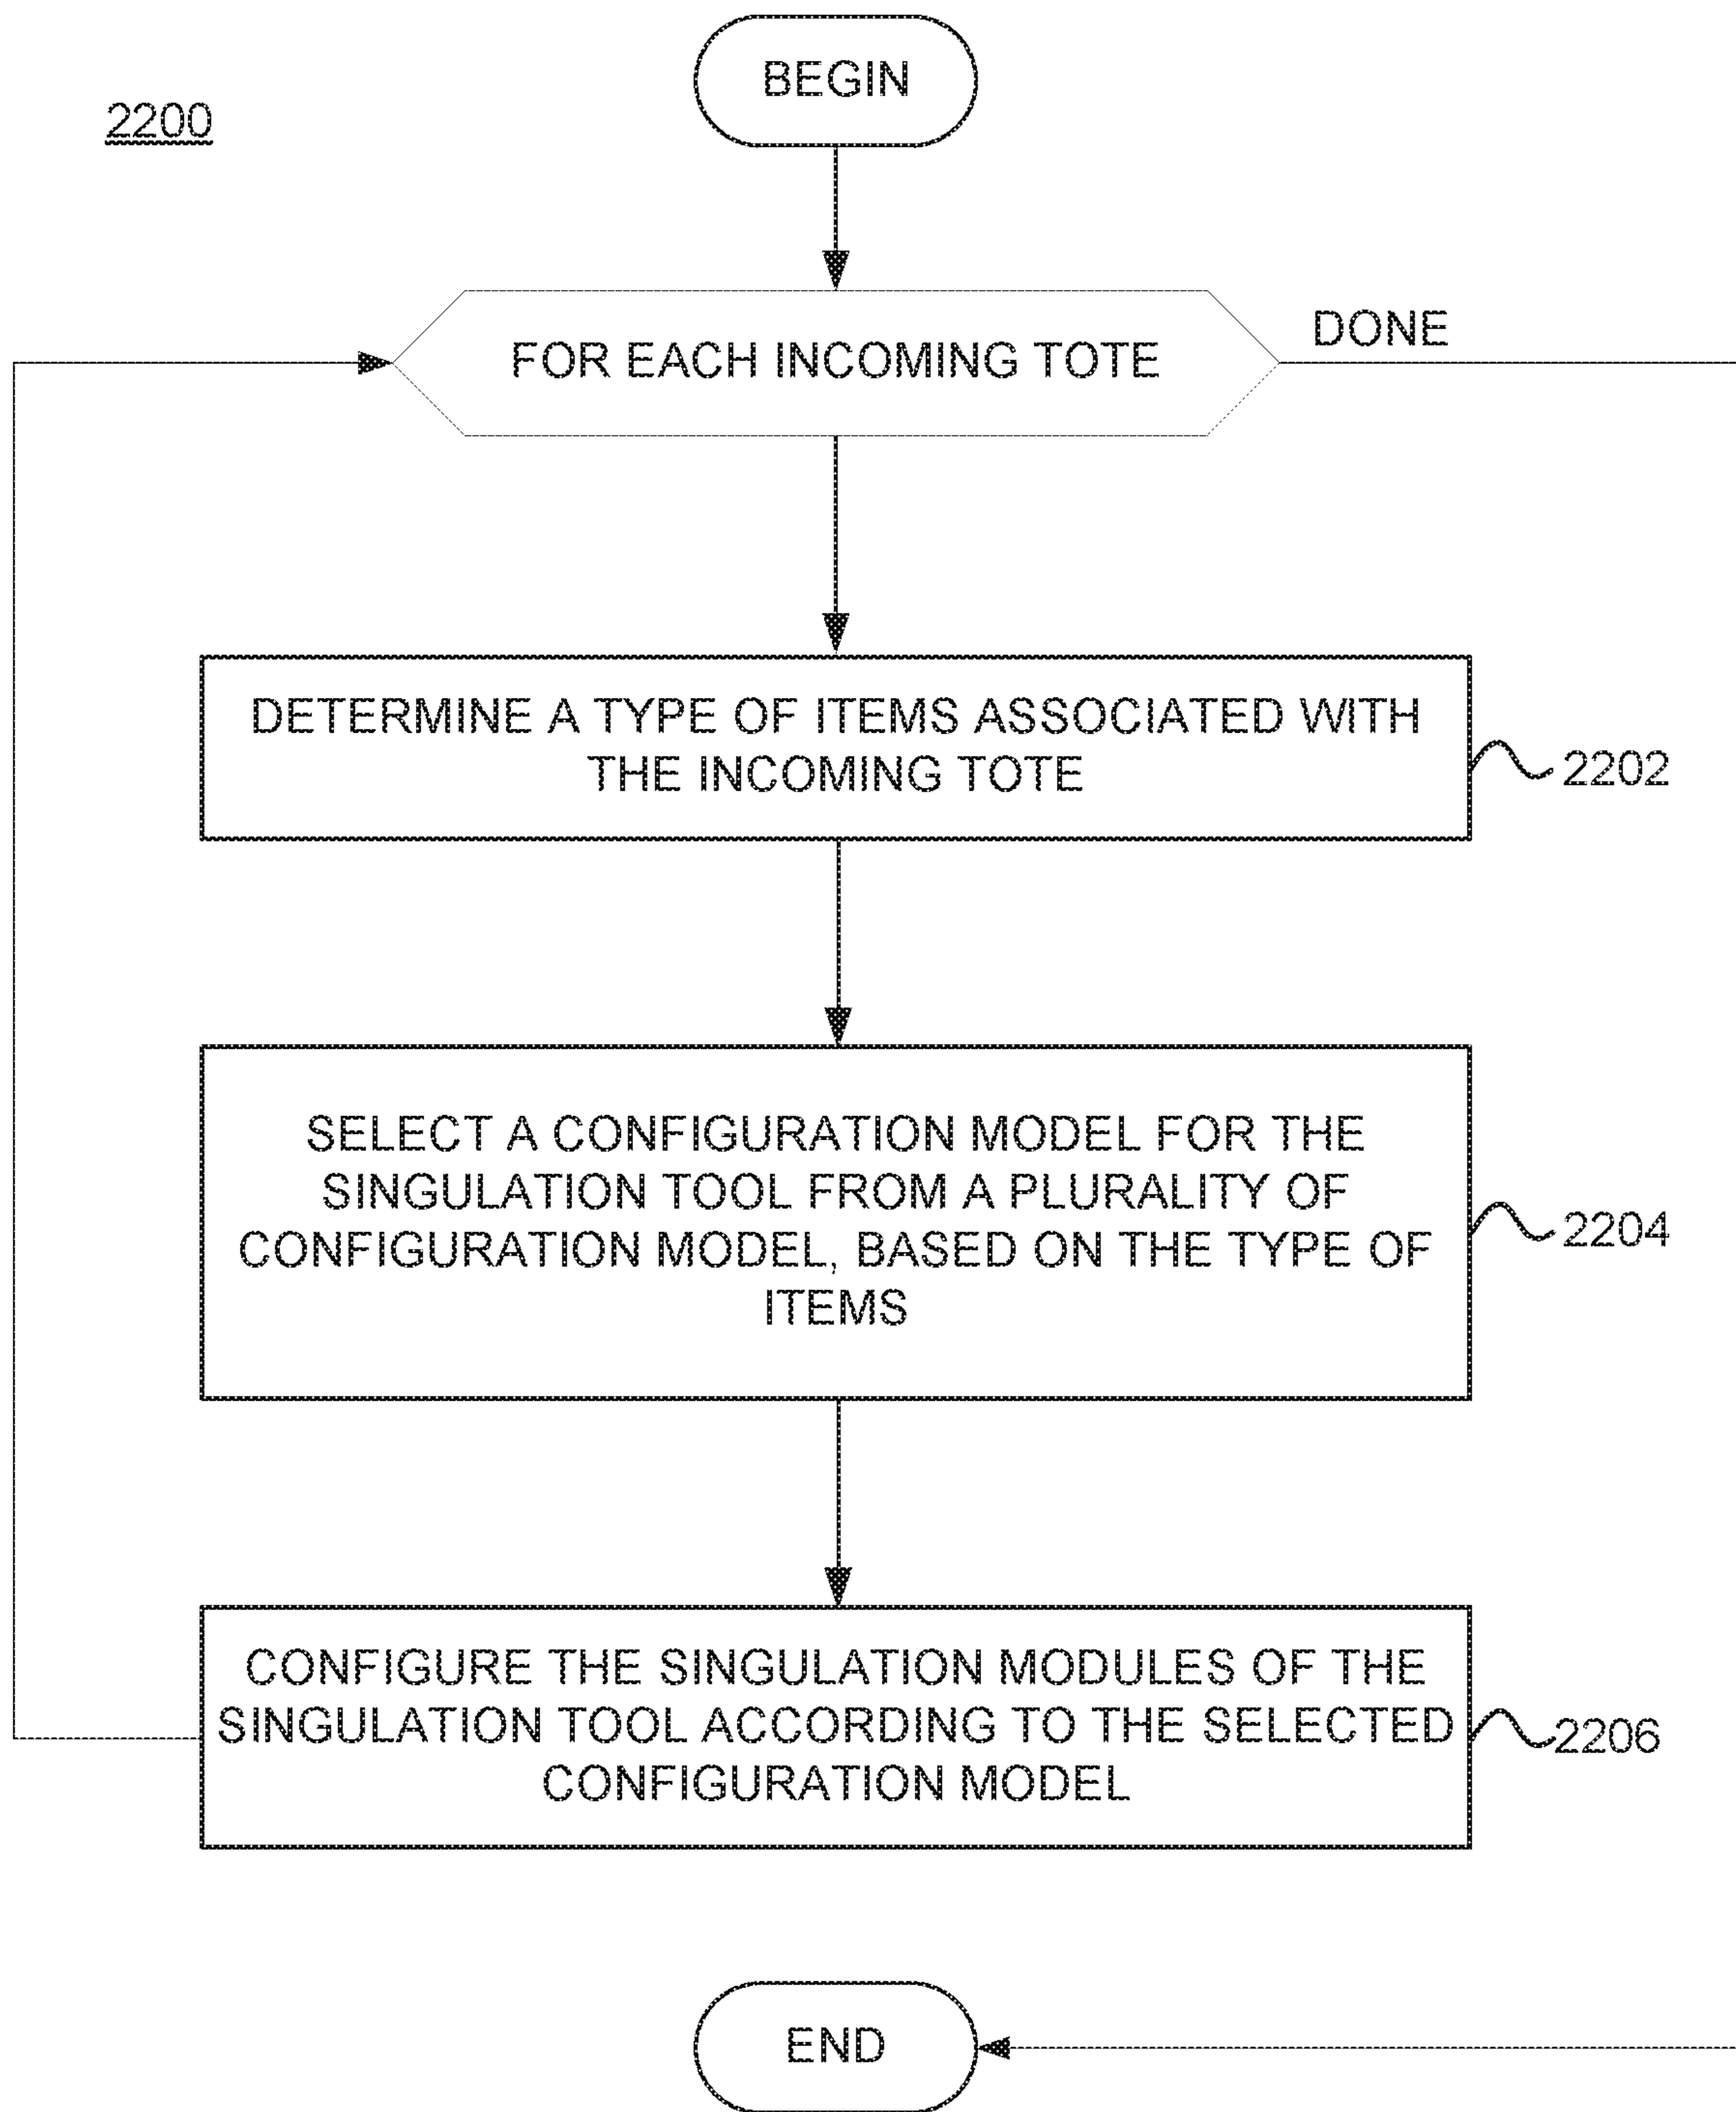 BEGIN
2200
FOR EACH INCOMING TOTE
DONE
DETERMINE A TYPE OF ITEMS ASSOCIATED WITH
THE INCOMING TOTE
2202
SELECT A CONFIGURATION MODEL FOR THE
SINGULATION TOOL FROM A PLURALITY OF
CONFIGURATION MODEL, BASED ON THE TYPE OF
ITEMS
2204
CONFIGURE THE SINGULATION MODULES OF THE
SINGULATION TOOL ACCORDING TO THE SELECTED
CONFIGURATION MODEL
2206
END